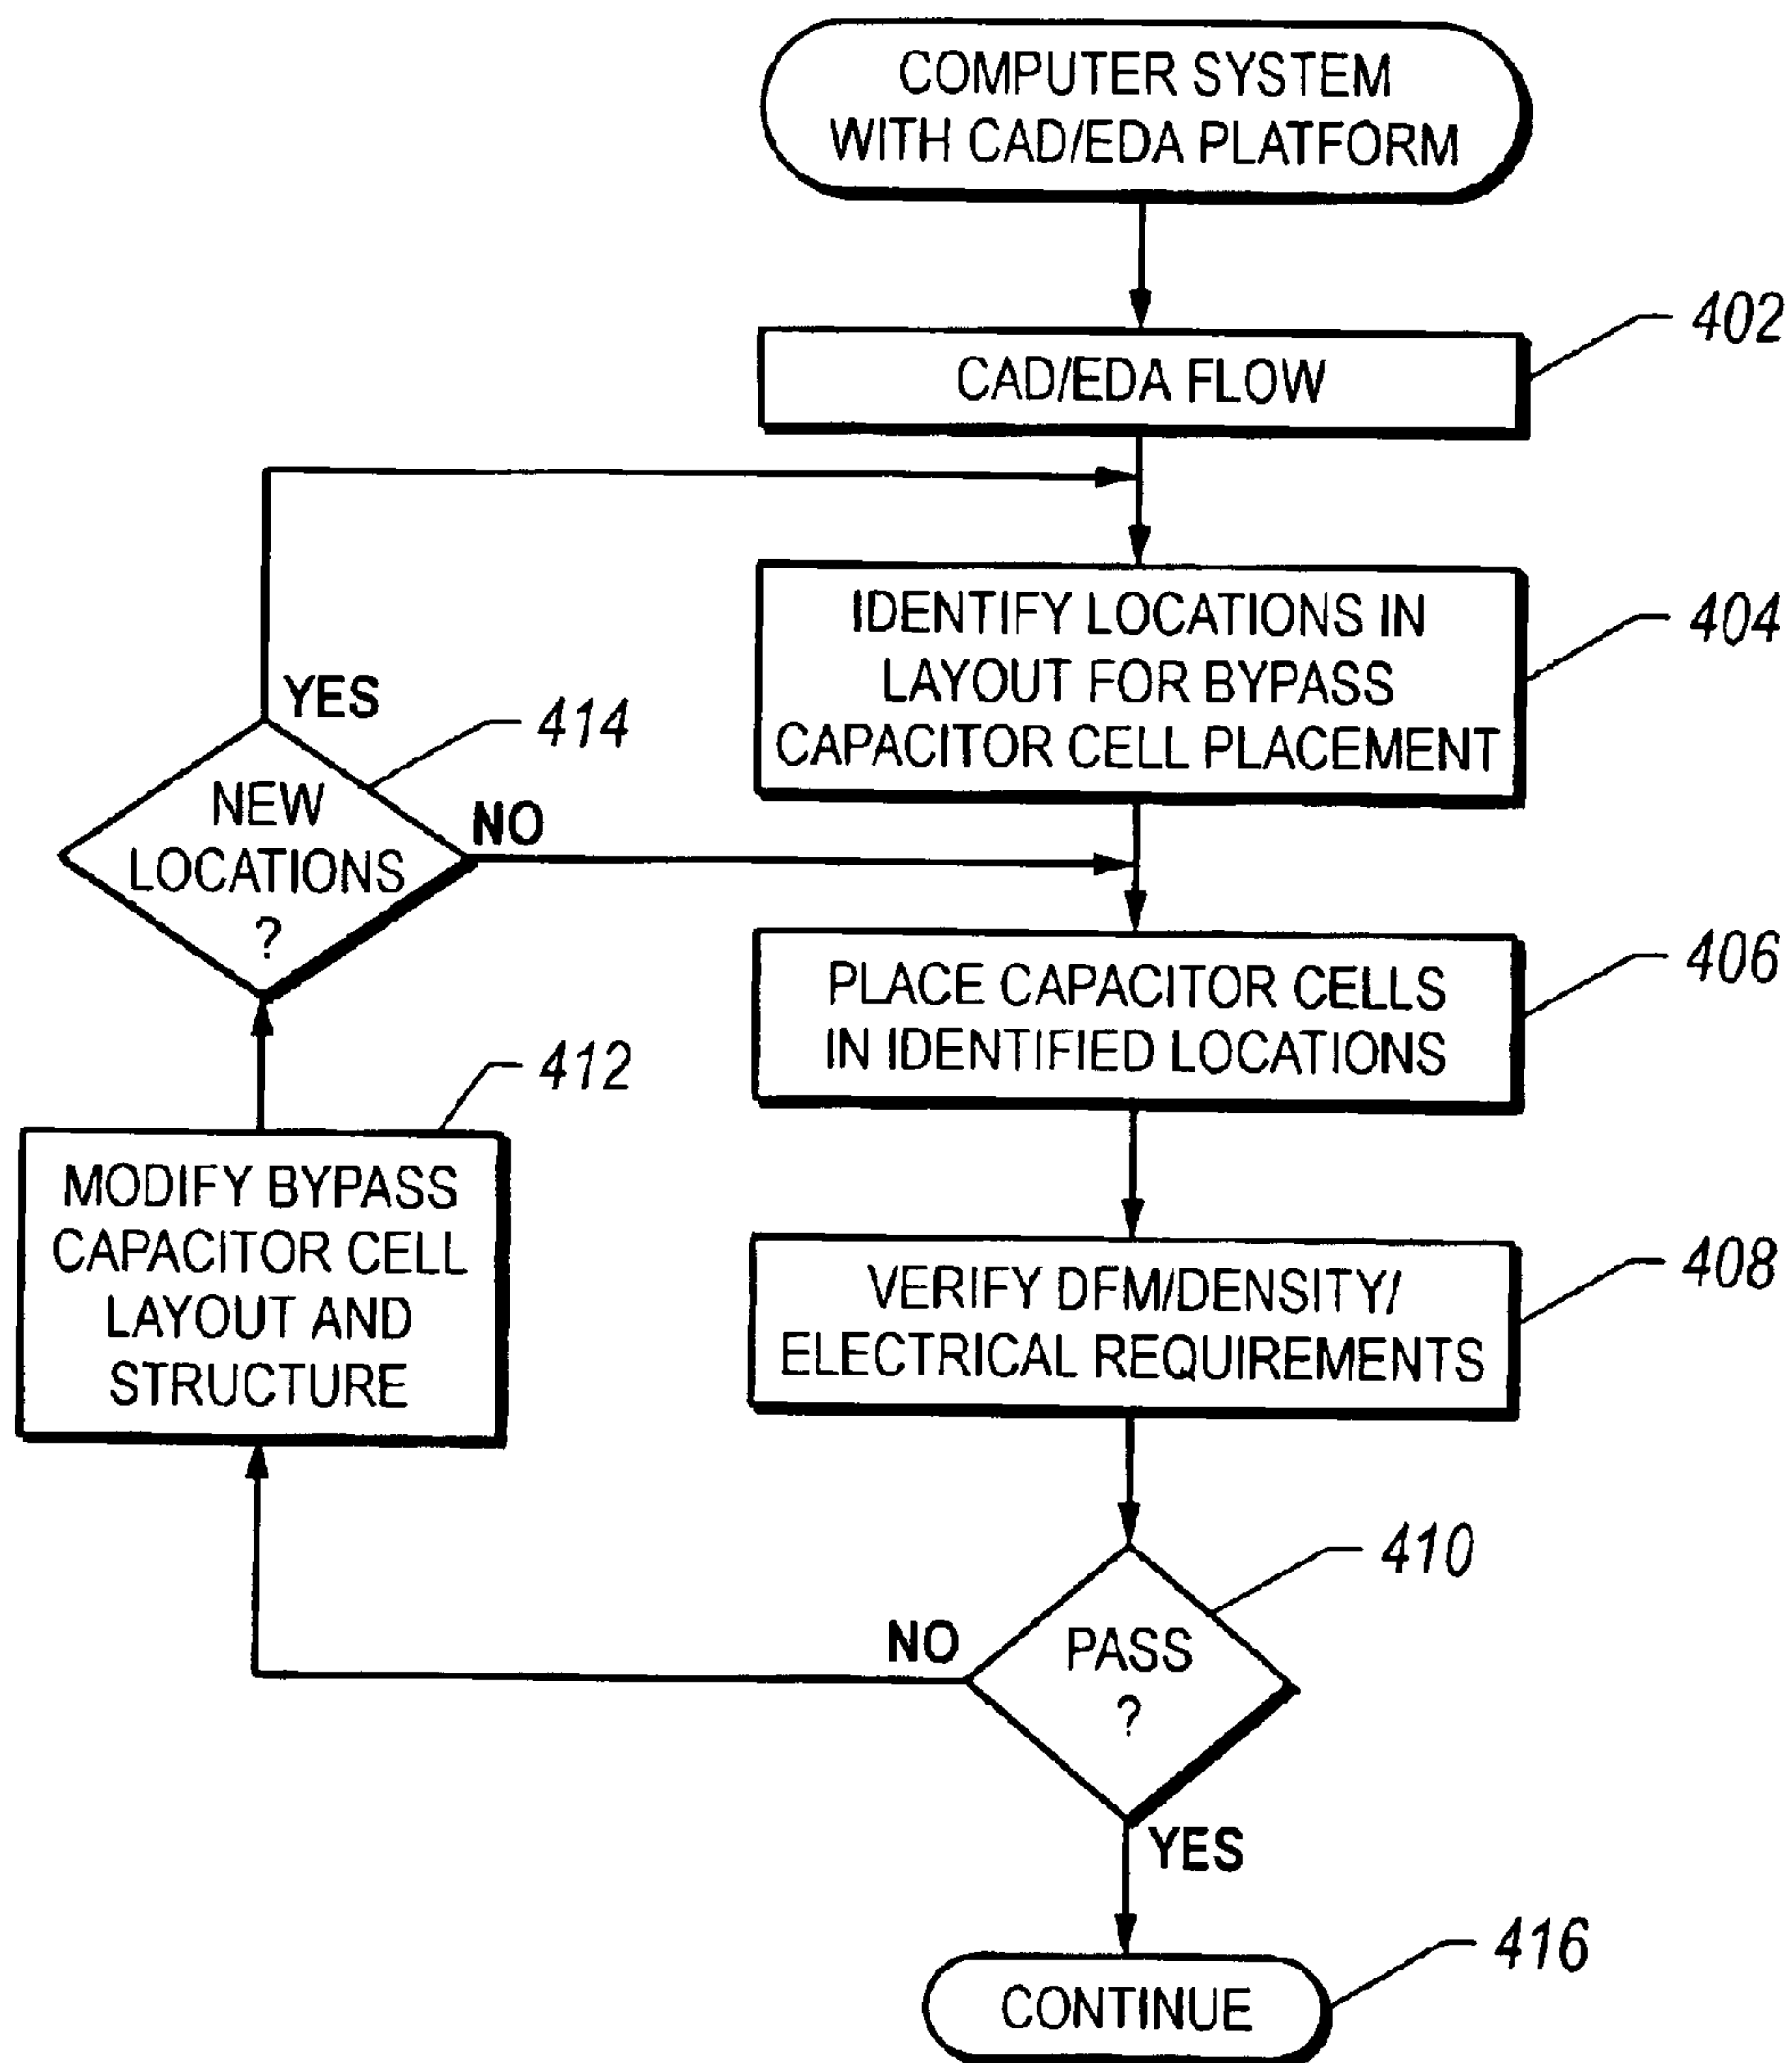 COMPUTER SYSTEM
WITH CAD/EDA PLATFORM
402
CAD/EDA FLOW
404
IDENTIFY LOCATIONS IN
LAYOUT FOR BYPASS
CAPACITOR CELL PLACEMENT
YES
414
NEW
LOCATIONS
?
NO
406
PLACE CAPACITOR CELLS
IN IDENTIFIED LOCATIONS
412
MODIFY BYPASS
CAPACITOR CELL
LAYOUT AND
STRUCTURE
408
VERIFY DFM/DENSITY/
ELECTRICAL REQUIREMENTS
410
NO
PASS
?
YES
416
CONTINUE